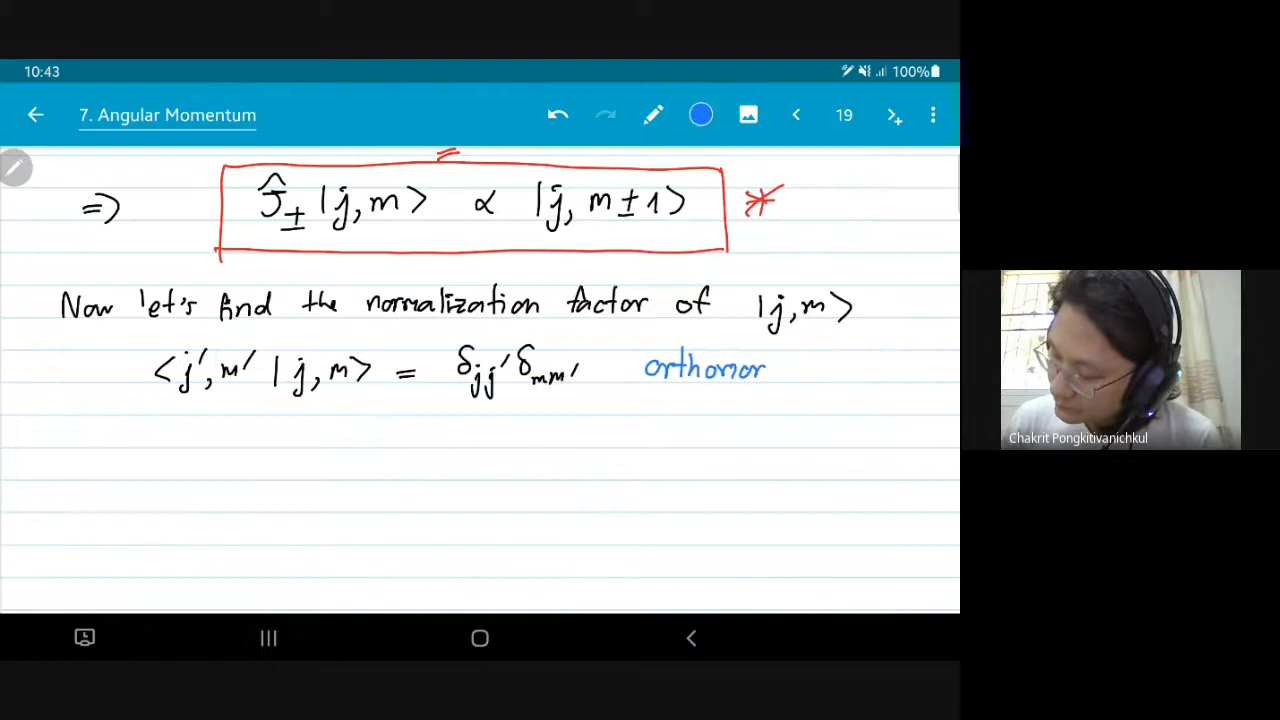 10:43
100%
7. Angular Momentum
19
⇒ Ĵ± |j,m> ∝ |j, m±1> *
Now let's find the normalization factor of |j,m>
<j', m' | j, m> = δjj' δmm' orthonor
Chakrit Pongkitivanichkul